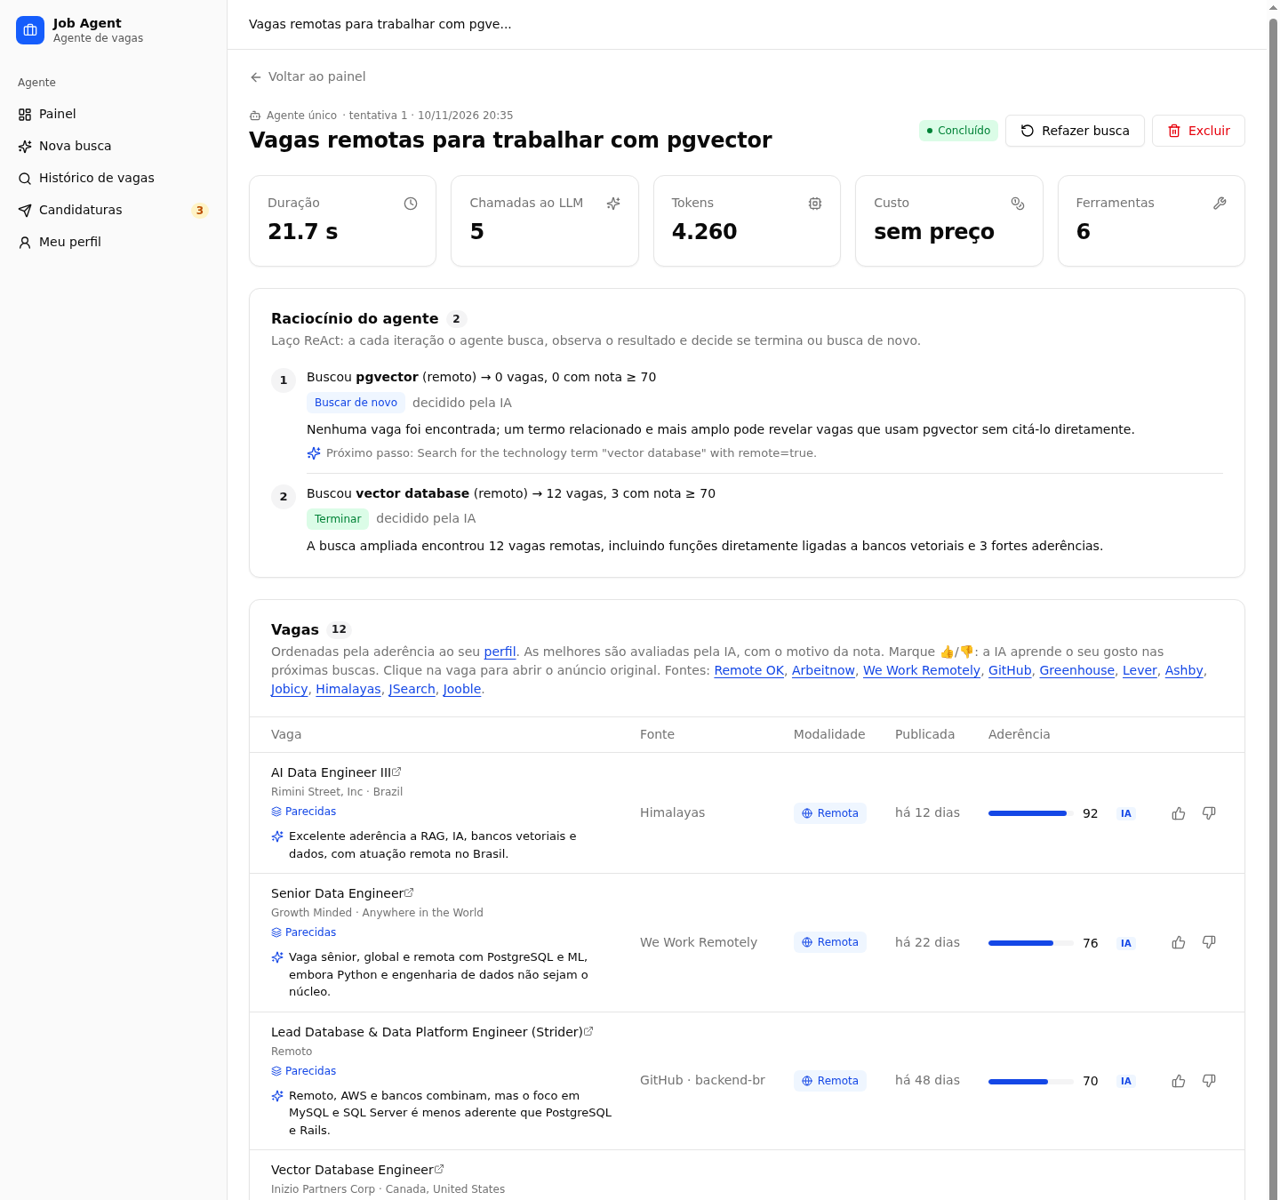 Job Agent
Agente de vagas
Agente
Painel
Nova busca
Histórico de vagas
Candidaturas 3
Meu perfil
Vagas remotas para trabalhar com pgve...
Voltar ao painel
Agente único · tentativa 1 · 10/11/2026 20:35
Vagas remotas para trabalhar com pgvector
Concluído
Refazer busca
Excluir
Duração
21.7 s
Chamadas ao LLM
5
Tokens
4.260
Custo
sem preço
Ferramentas
6
Raciocínio do agente 2
Laço ReAct: a cada iteração o agente busca, observa o resultado e decide se termina ou busca de novo.
1 Buscou pgvector (remoto) → 0 vagas, 0 com nota ≥ 70
Buscar de novo decidido pela IA
Nenhuma vaga foi encontrada; um termo relacionado e mais amplo pode revelar vagas que usam pgvector sem citá-lo diretamente.
Próximo passo: Search for the technology term "vector database" with remote=true.
2 Buscou vector database (remoto) → 12 vagas, 3 com nota ≥ 70
Terminar decidido pela IA
A busca ampliada encontrou 12 vagas remotas, incluindo funções diretamente ligadas a bancos vetoriais e 3 fortes aderências.
Vagas 12
Ordenadas pela aderência ao seu perfil. As melhores são avaliadas pela IA, com o motivo da nota. Marque 👍/👎: a IA aprende o seu gosto nas
próximas buscas. Clique na vaga para abrir o anúncio original. Fontes: Remote OK, Arbeitnow, We Work Remotely, GitHub, Greenhouse, Lever, Ashby,
Jobicy, Himalayas, JSearch, Jooble.
Vaga Fonte Modalidade Publicada Aderência
AI Data Engineer III
Rimini Street, Inc · Brazil
Parecidas
Excelente aderência a RAG, IA, bancos vetoriais e
dados, com atuação remota no Brasil.
Himalayas Remota há 12 dias 92 IA
Senior Data Engineer
Growth Minded · Anywhere in the World
Parecidas
Vaga sênior, global e remota com PostgreSQL e ML,
embora Python e engenharia de dados não sejam o
núcleo.
We Work Remotely Remota há 22 dias 76 IA
Lead Database & Data Platform Engineer (Strider)
Remoto
Parecidas
Remoto, AWS e bancos combinam, mas o foco em
MySQL e SQL Server é menos aderente que PostgreSQL
e Rails.
GitHub · backend-br Remota há 48 dias 70 IA
Vector Database Engineer
Inizio Partners Corp · Canada, United States